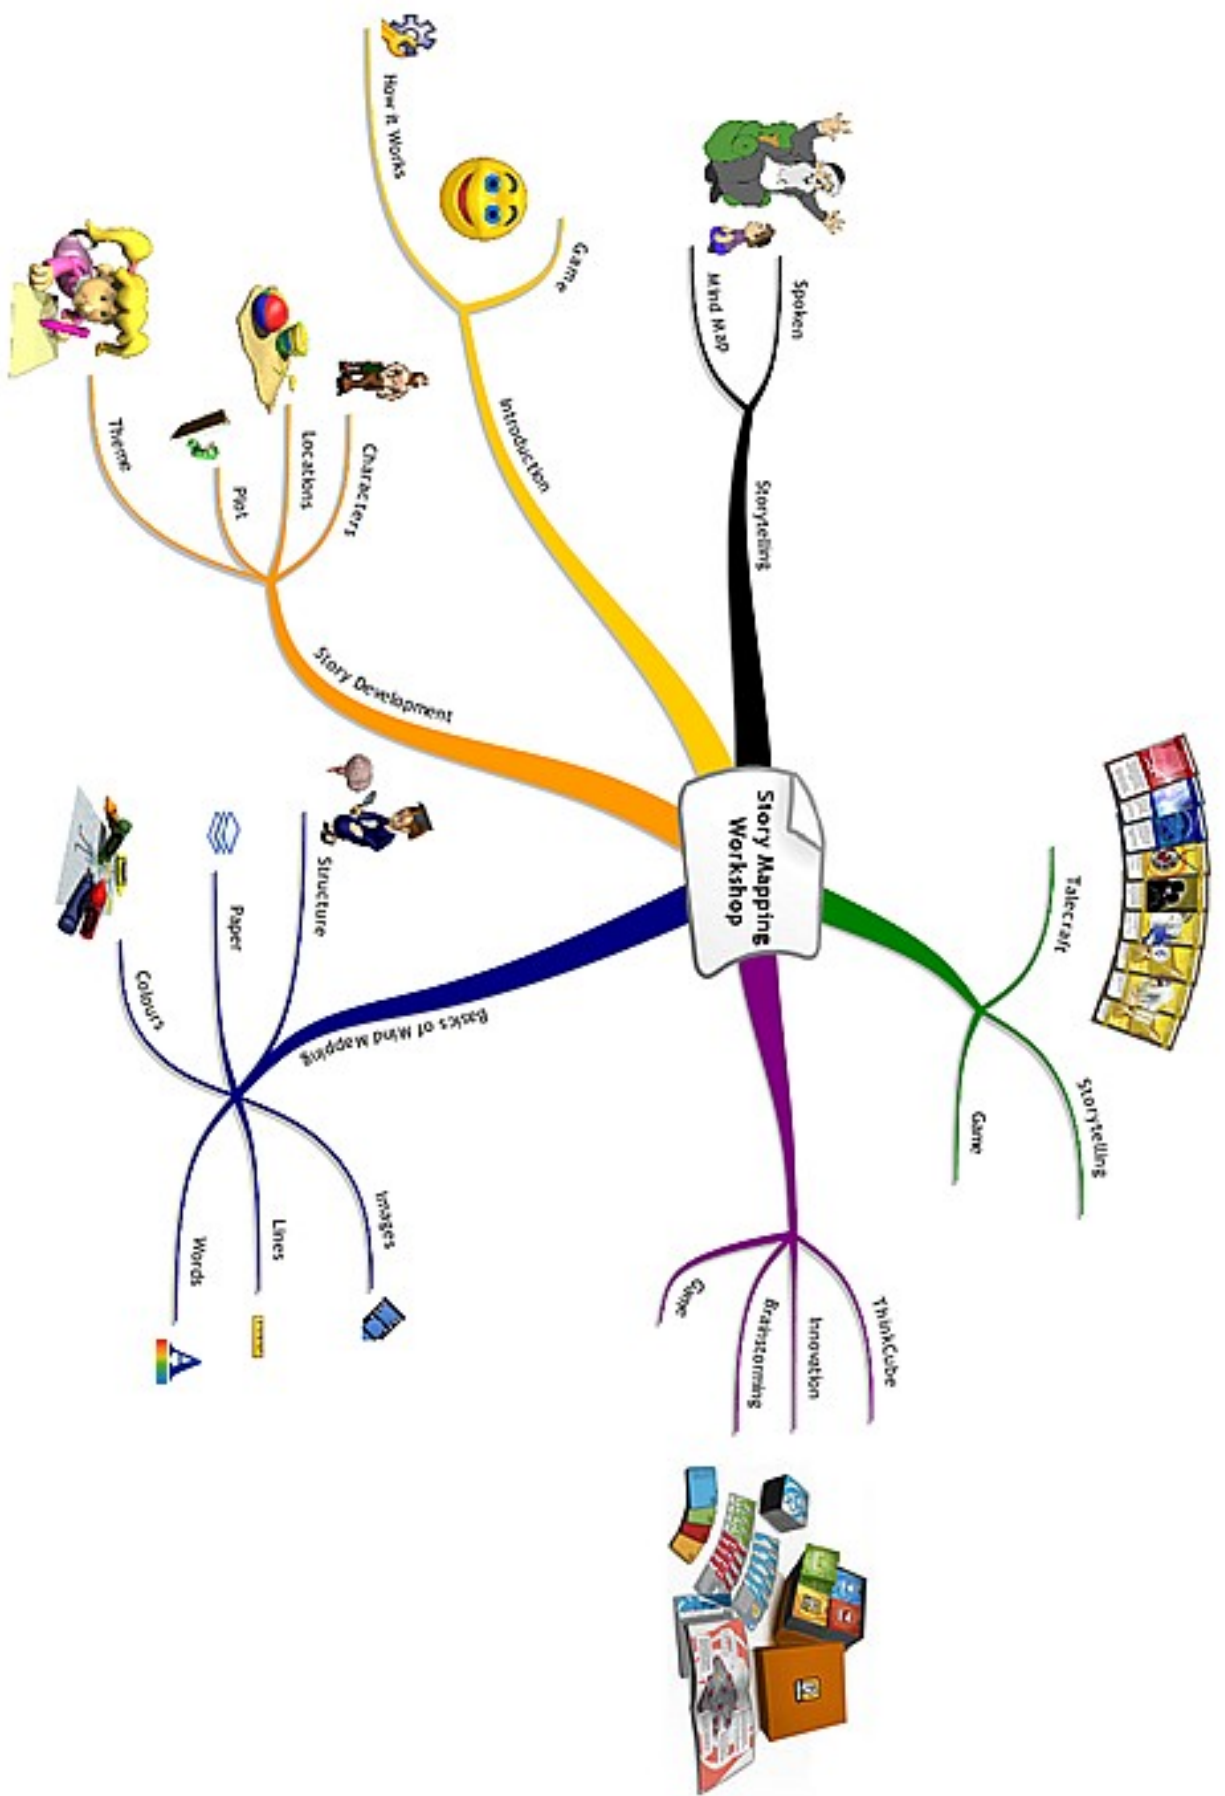 Story Mapping
Workshop
Talecraft
Storytelling
Game
ThinkCube
Innovation
Brainstorming
Game
Basics of Mind Mapping
Images
Lines
Words
Colours
Paper
Structure
Story Development
Characters
Locations
Plot
Theme
Introduction
Game
How it Works
Storytelling
Spoken
Mind Map